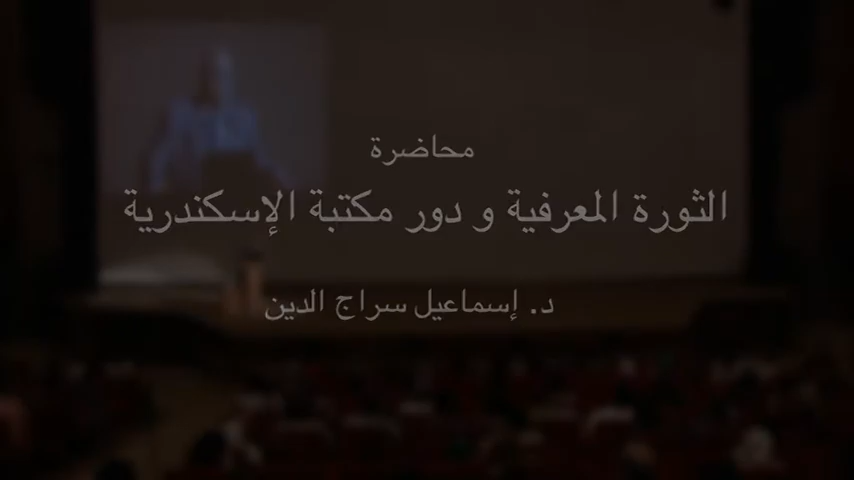 محاضرة
الثورة المعرفية و دور مكتبة الإسكندرية
د. إسماعيل سراج الدين